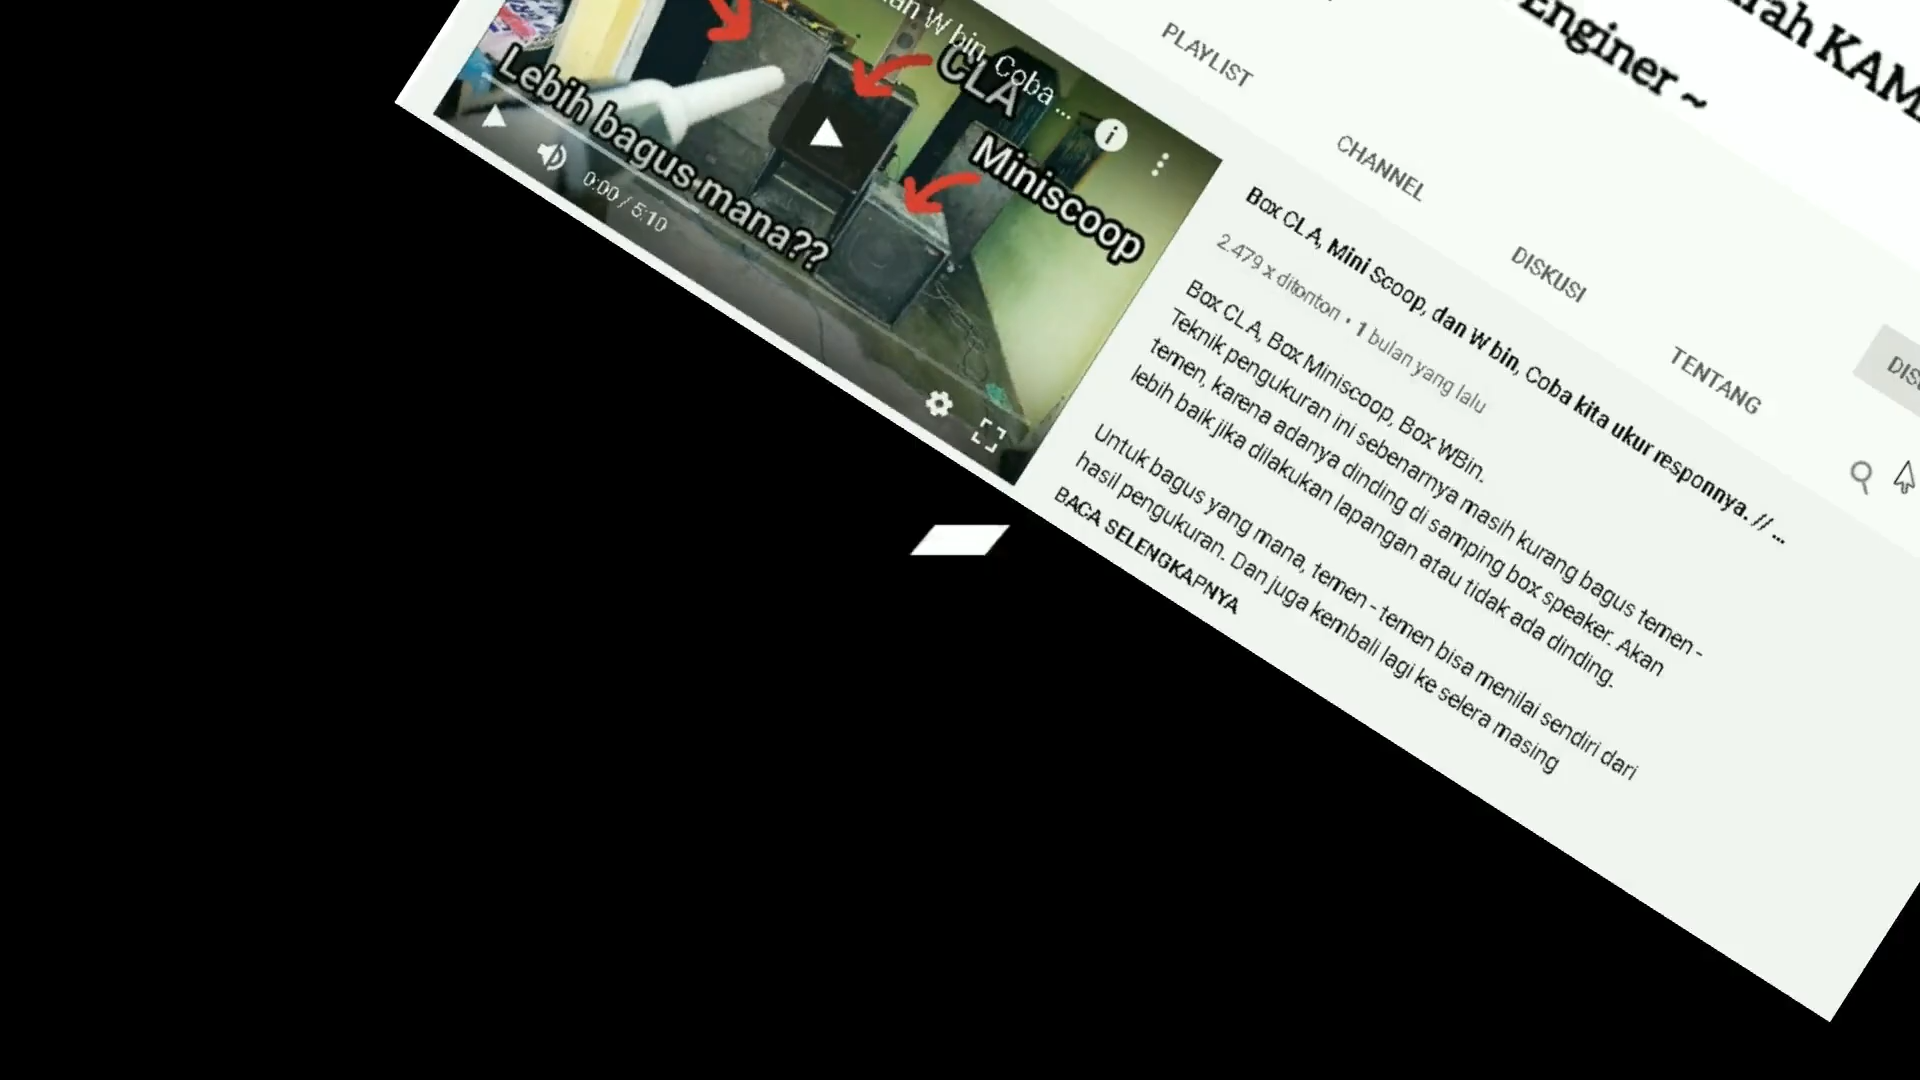 Enginer ~
KAM
PLAYLIST
CHANNEL
DISKUSI
TENTANG
W bin, Coba ...
CLA
Miniscoop
Lebih bagus mana??
0:00 / 5:10
Box CLA, Mini Scoop, dan W bin, Coba kita ukur responnya. // ...
2.479 x ditonton • 1 bulan yang lalu
Box CLA, Box Miniscoop, Box WBin.
Teknik pengukuran ini sebenarnya masih kurang bagus temen -
temen, karena adanya dinding di samping box speaker. Akan
lebih baik jika dilakukan lapangan atau tidak ada dinding.
Untuk bagus yang mana, temen - temen bisa menilai sendiri dari
hasil pengukuran. Dan juga kembali lagi ke selera masing
BACA SELENGKAPNYA